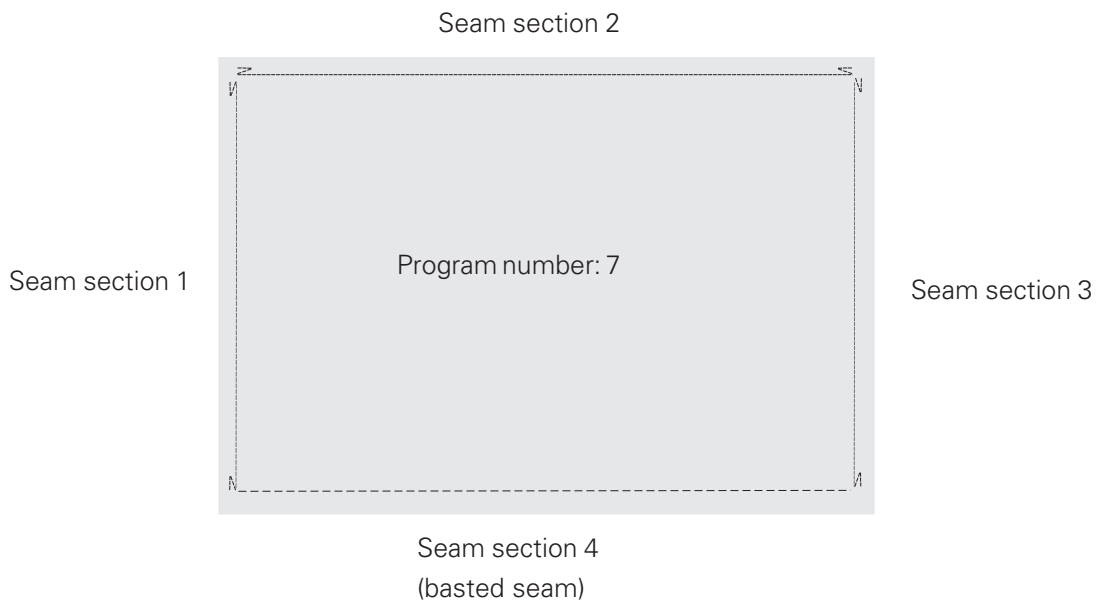 Seam section 2
Program number: 7
Seam section 1
Seam section 3
Seam section 4
(basted seam)